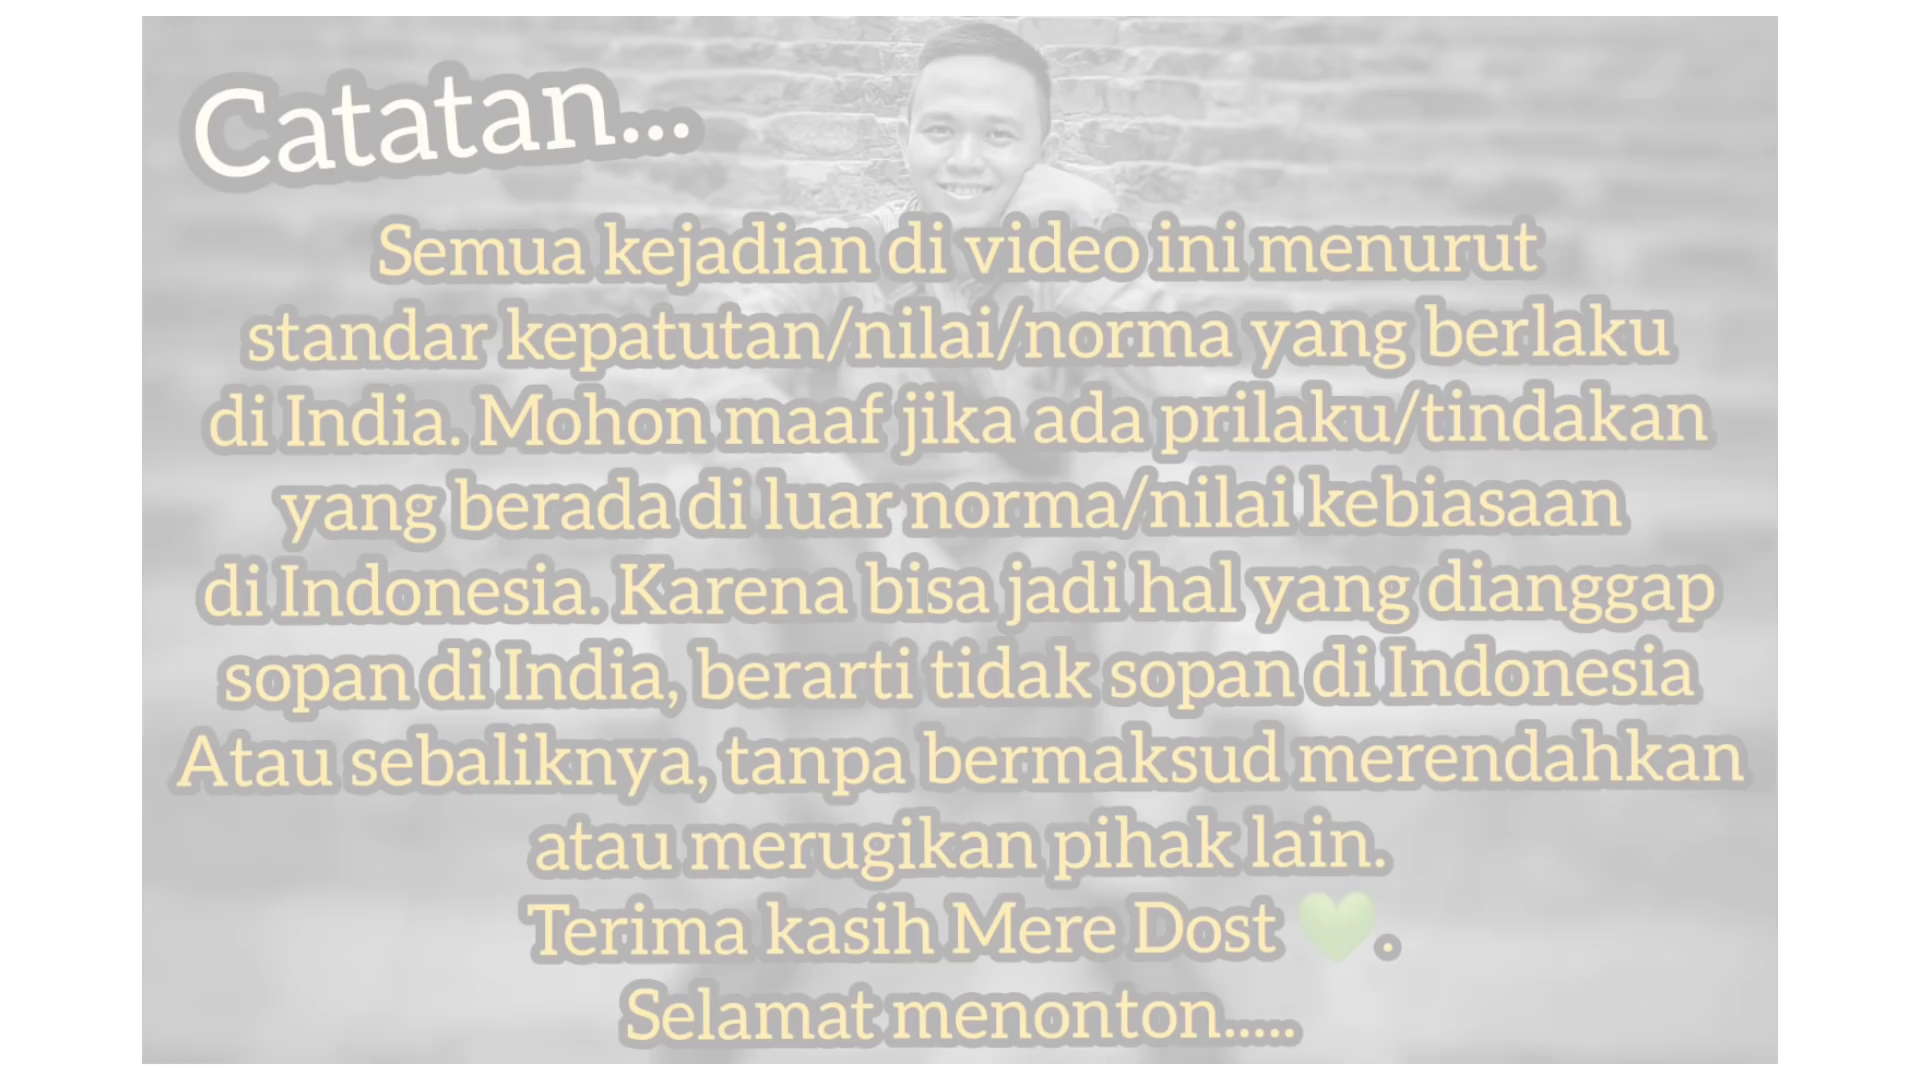 Catatan...
Semua kejadian di video ini menurut
standar kepatutan/nilai/norma yang berlaku
di India. Mohon maaf jika ada prilaku/tindakan
yang berada di luar norma/nilai kebiasaan
di Indonesia. Karena bisa jadi hal yang dianggap
sopan di India, berarti tidak sopan di Indonesia
Atau sebaliknya, tanpa bermaksud merendahkan
atau merugikan pihak lain.
Terima kasih Mere Dost 💚.
Selamat menonton.....